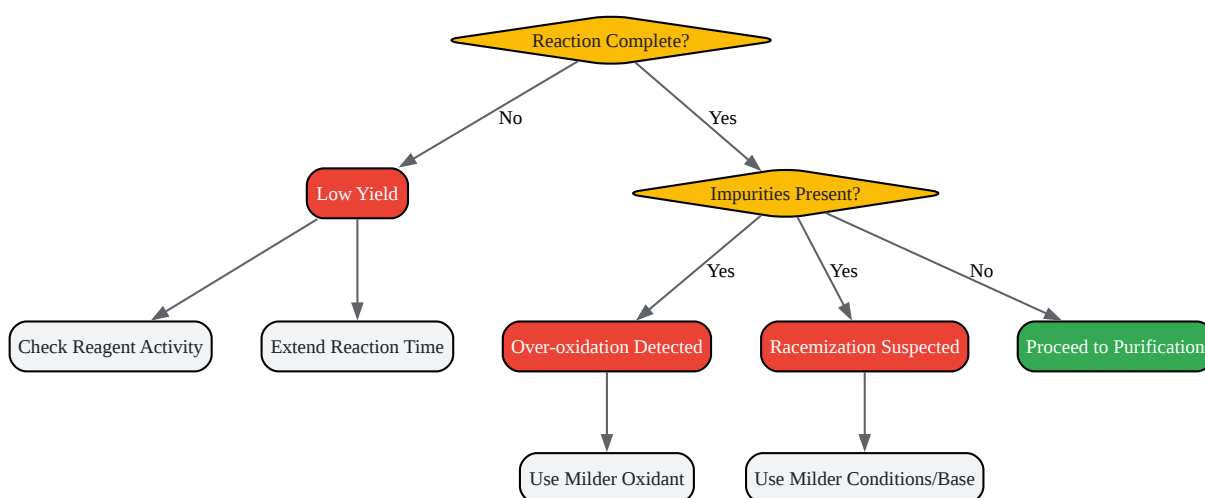 Reaction Complete?
No
Yes
Low Yield
Impurities Present?
Yes
Yes
No
Check Reagent Activity
Extend Reaction Time
Over-oxidation Detected
Racemization Suspected
Proceed to Purification
Use Milder Oxidant
Use Milder Conditions/Base